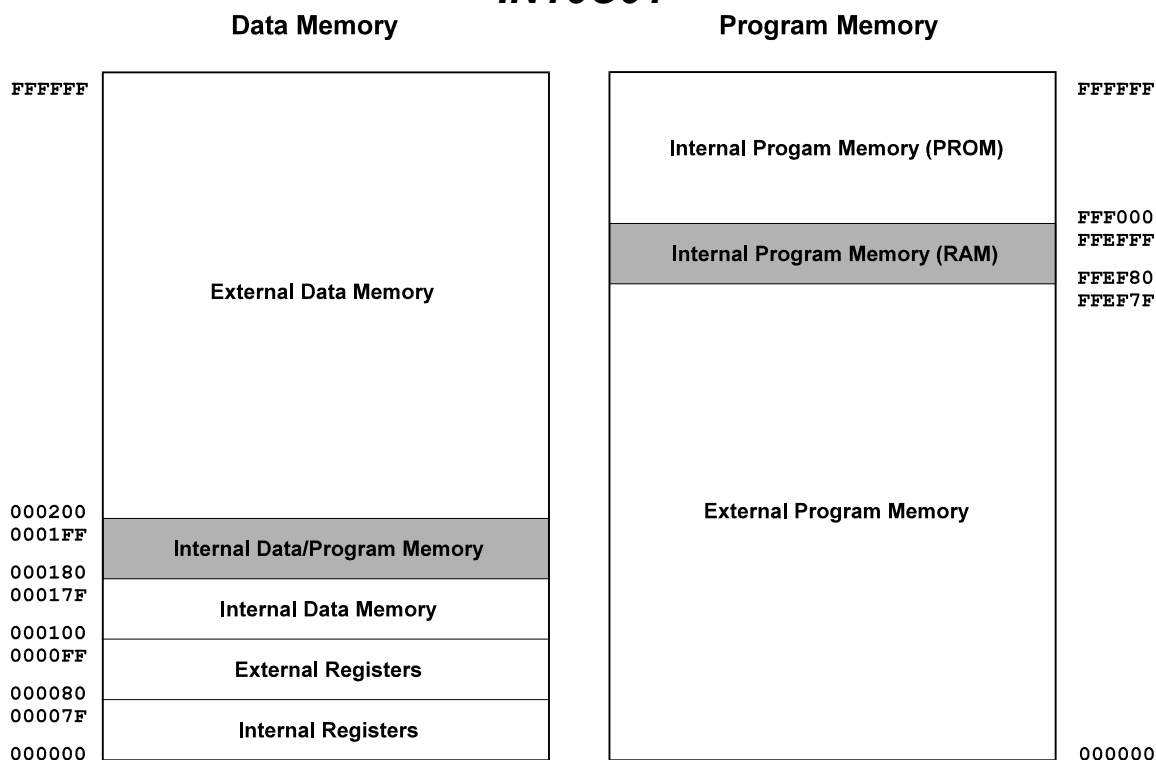 Data Memory
Program Memory
FFFFFF
External Data Memory
000200
0001FF
Internal Data/Program Memory
000180
00017F
Internal Data Memory
000100
0000FF
External Registers
000080
00007F
Internal Registers
000000
FFFFFF
Internal Progam Memory (PROM)
FFF000
FFEFFF
Internal Program Memory (RAM)
FFEF80
FFEF7F
External Program Memory
000000